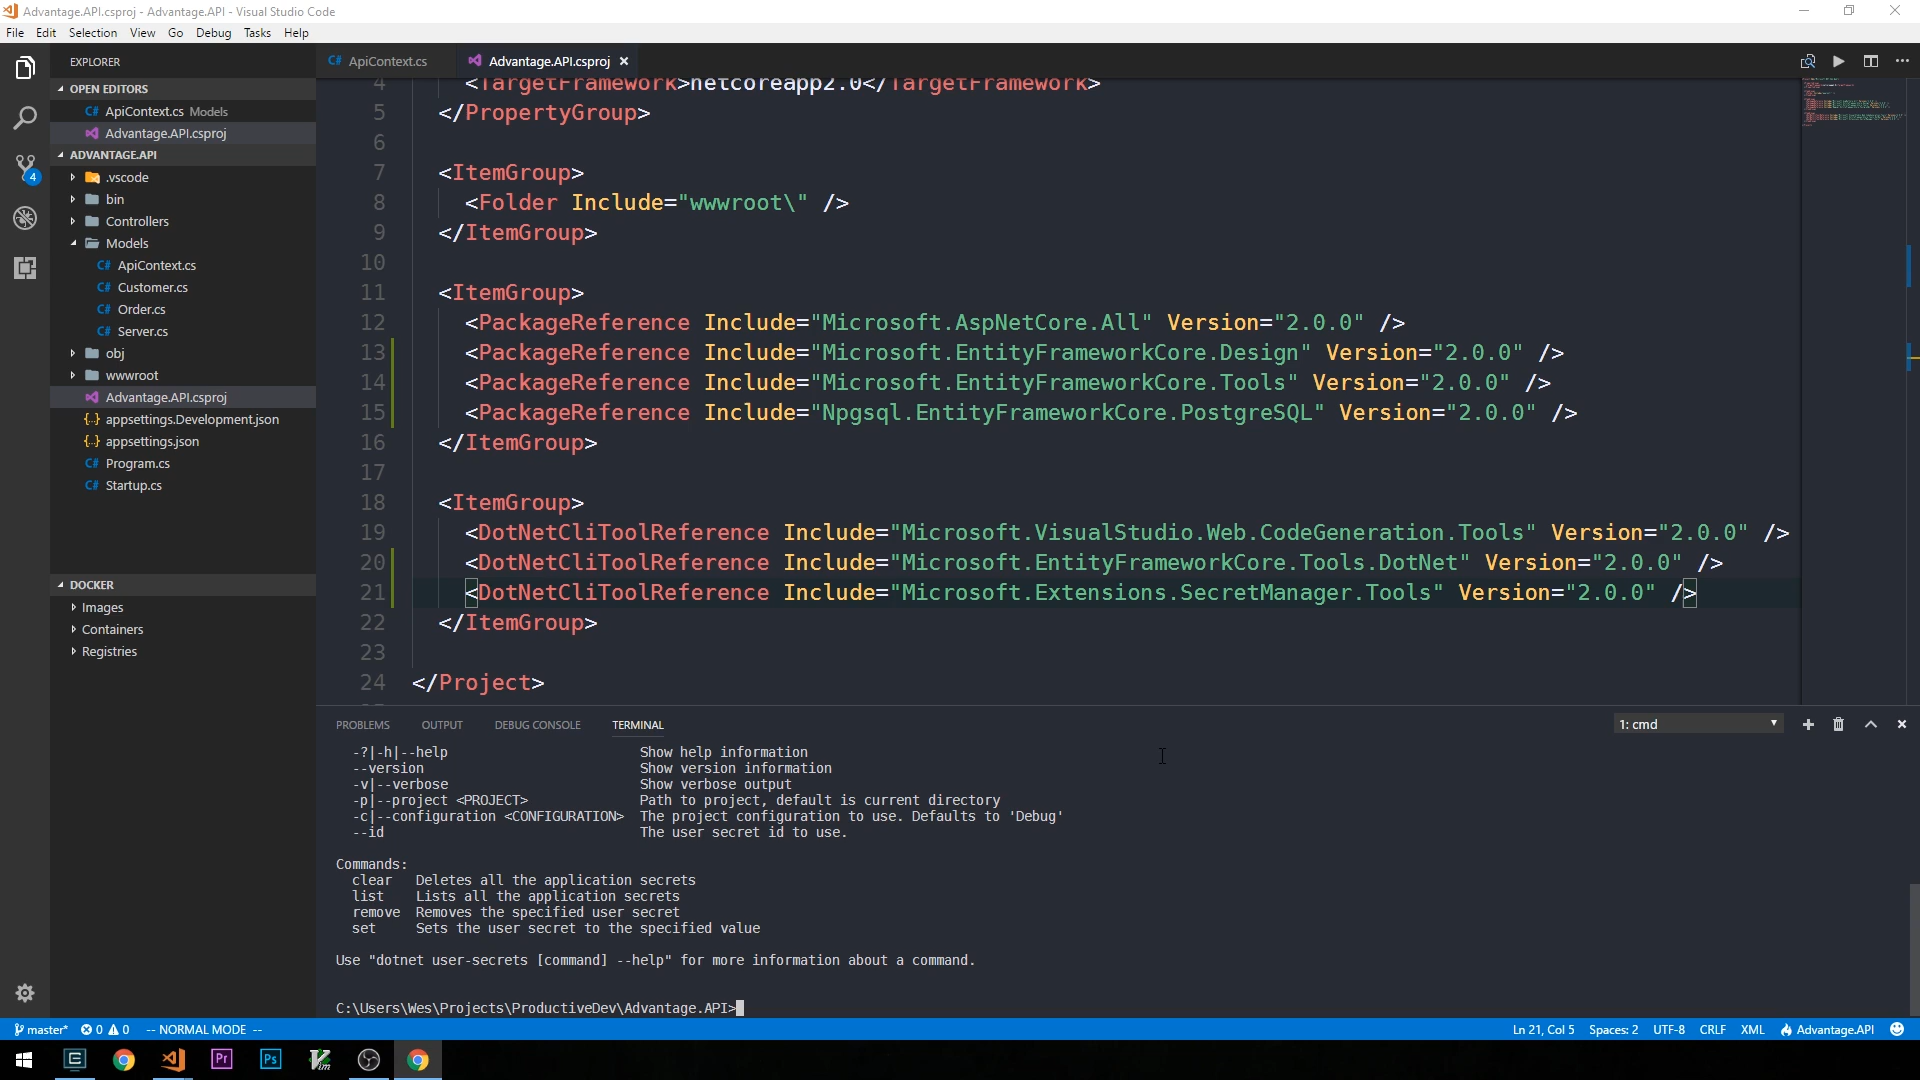 Advantage.API.csproj - Advantage.API - Visual Studio Code
File Edit Selection View Go Debug Tasks Help
EXPLORER
OPEN EDITORS
C# ApiContext.cs Models
Advantage.API.csproj
ADVANTAGE.API
.vscode
bin
Controllers
Models
C# ApiContext.cs
C# Customer.cs
C# Order.cs
C# Server.cs
obj
wwwroot
Advantage.API.csproj
{..} appsettings.Development.json
{..} appsettings.json
C# Program.cs
C# Startup.cs
DOCKER
Images
Containers
Registries
4
C# ApiContext.cs Advantage.API.csproj
4 <TargetFramework>netcoreapp2.0</TargetFramework>
5 </PropertyGroup>
6
7 <ItemGroup>
8 <Folder Include="wwwroot\" />
9 </ItemGroup>
10
11 <ItemGroup>
12 <PackageReference Include="Microsoft.AspNetCore.All" Version="2.0.0" />
13 <PackageReference Include="Microsoft.EntityFrameworkCore.Design" Version="2.0.0" />
14 <PackageReference Include="Microsoft.EntityFrameworkCore.Tools" Version="2.0.0" />
15 <PackageReference Include="Npgsql.EntityFrameworkCore.PostgreSQL" Version="2.0.0" />
16 </ItemGroup>
17
18 <ItemGroup>
19 <DotNetCliToolReference Include="Microsoft.VisualStudio.Web.CodeGeneration.Tools" Version="2.0.0" />
20 <DotNetCliToolReference Include="Microsoft.EntityFrameworkCore.Tools.DotNet" Version="2.0.0" />
21 <DotNetCliToolReference Include="Microsoft.Extensions.SecretManager.Tools" Version="2.0.0" />
22 </ItemGroup>
23
24 </Project>
PROBLEMS OUTPUT DEBUG CONSOLE TERMINAL 1: cmd
-?|-h|--help Show help information
--version Show version information
-v|--verbose Show verbose output
-p|--project <PROJECT> Path to project, default is current directory
-c|--configuration <CONFIGURATION> The project configuration to use. Defaults to 'Debug'
--id The user secret id to use.
Commands:
clear Deletes all the application secrets
list Lists all the application secrets
remove Removes the specified user secret
set Sets the user secret to the specified value
Use "dotnet user-secrets [command] --help" for more information about a command.
C:\Users\Wes\Projects\ProductiveDev\Advantage.API>
master* 0 0 -- NORMAL MODE -- Ln 21, Col 5 Spaces: 2 UTF-8 CRLF XML Advantage.API
Pr Ps Vim